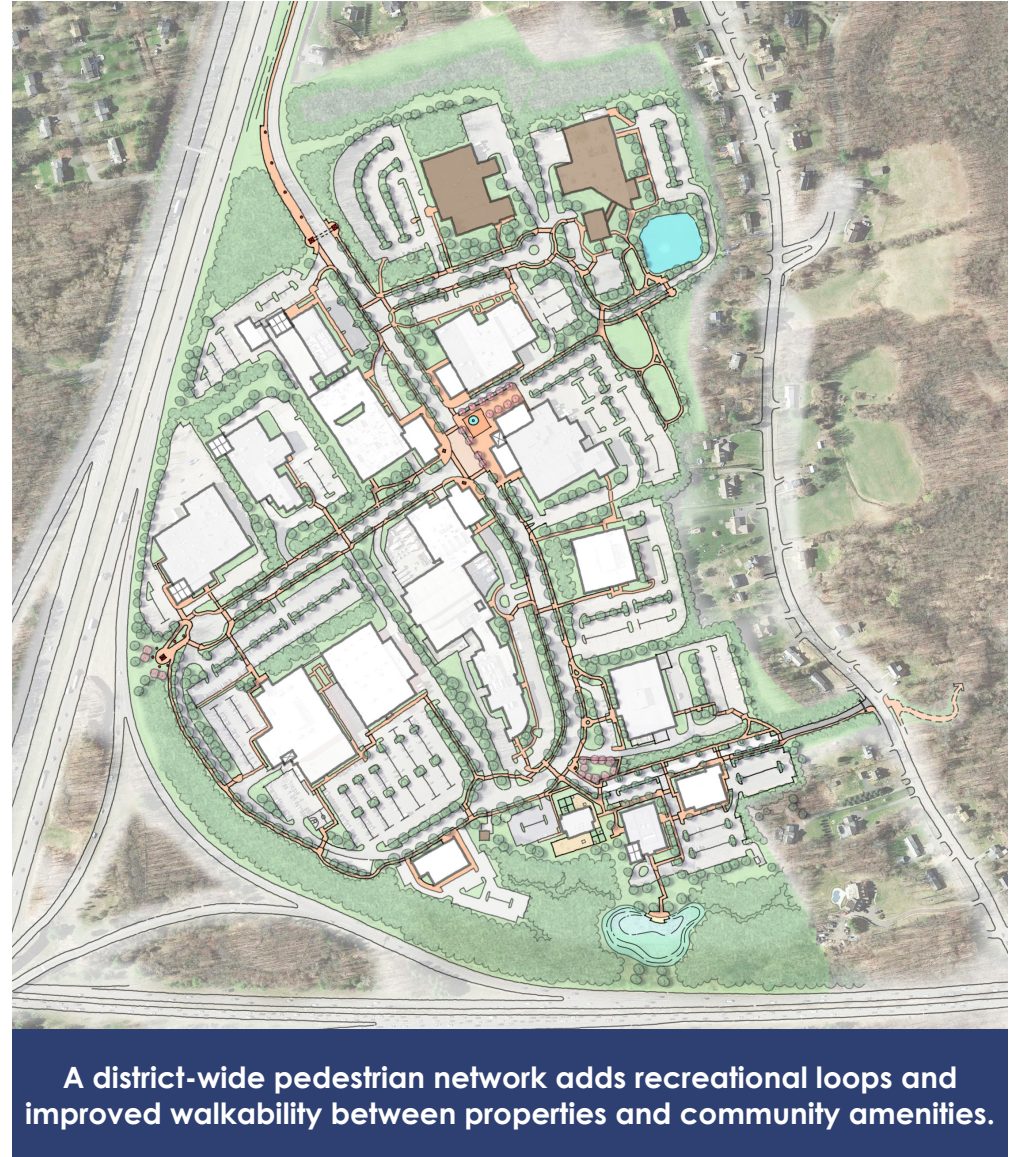 A district-wide pedestrian network adds recreational loops and
improved walkability between properties and community amenities.